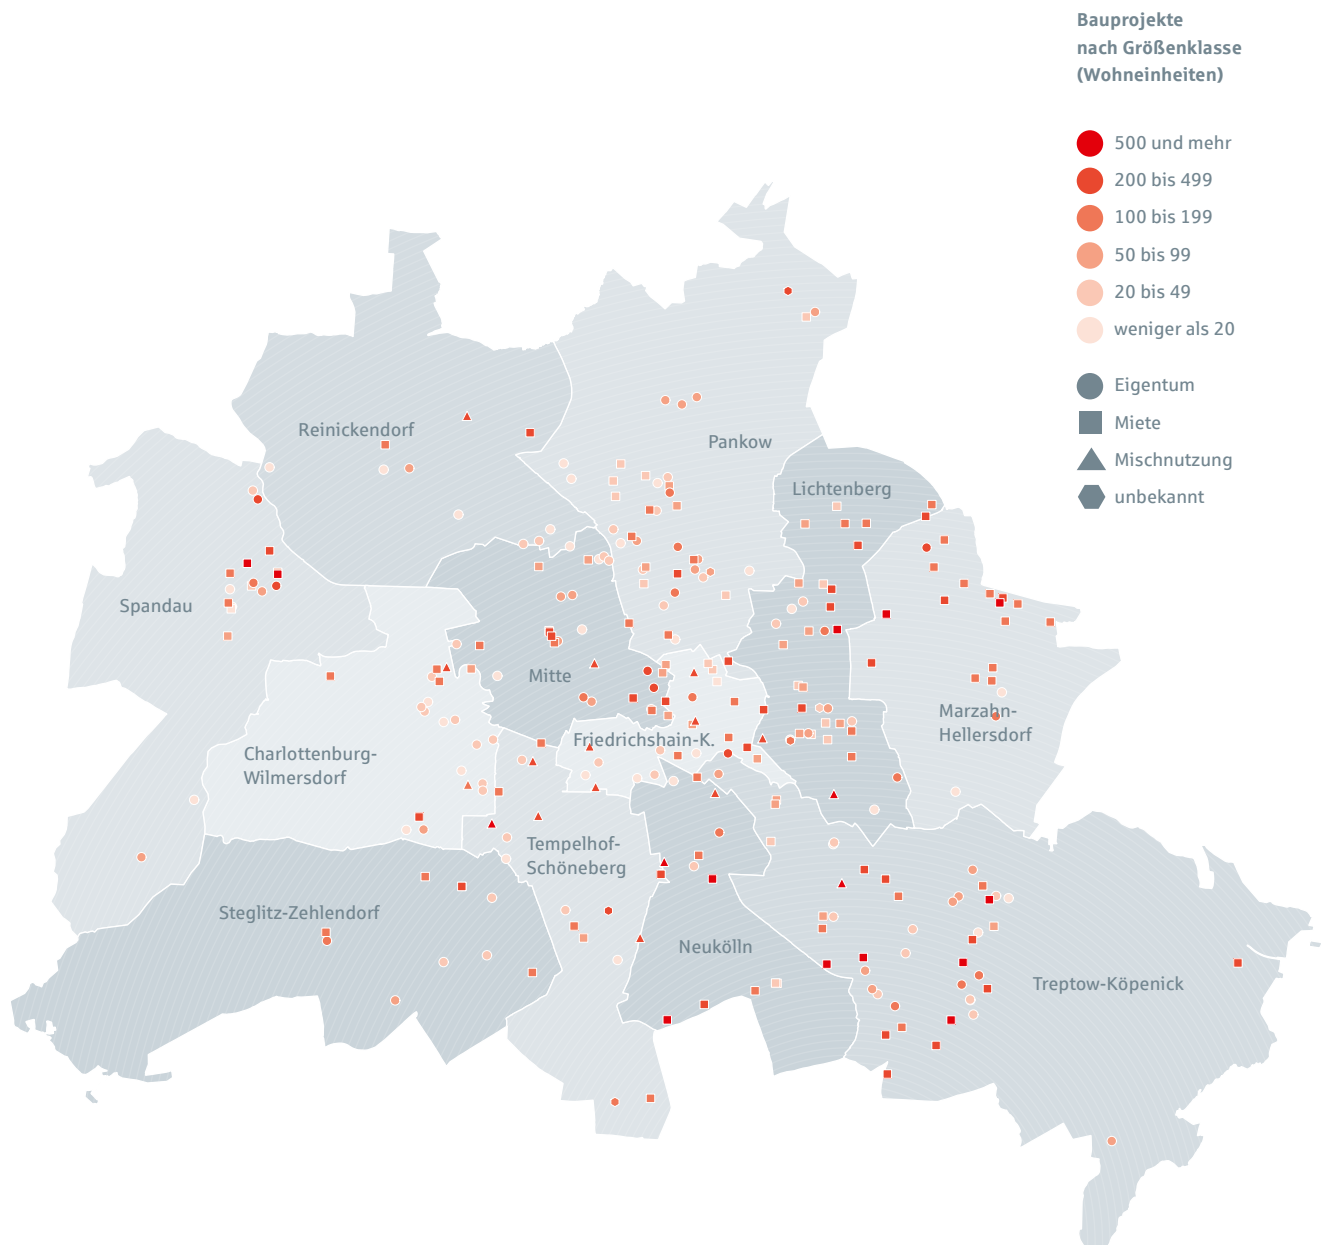 Bauprojekte
nach Größenklasse
(Wohneinheiten)
500 und mehr
200 bis 499
100 bis 199
50 bis 99
20 bis 49
weniger als 20
Eigentum
Miete
Mischnutzung
unbekannt
Reinickendorf
Pankow
Lichtenberg
Spandau
Mitte
Marzahn-
Hellersdorf
Friedrichshain-K.
Charlottenburg-
Wilmersdorf
Tempelhof-
Schöneberg
Steglitz-Zehlendorf
Neukölln
Treptow-Köpenick